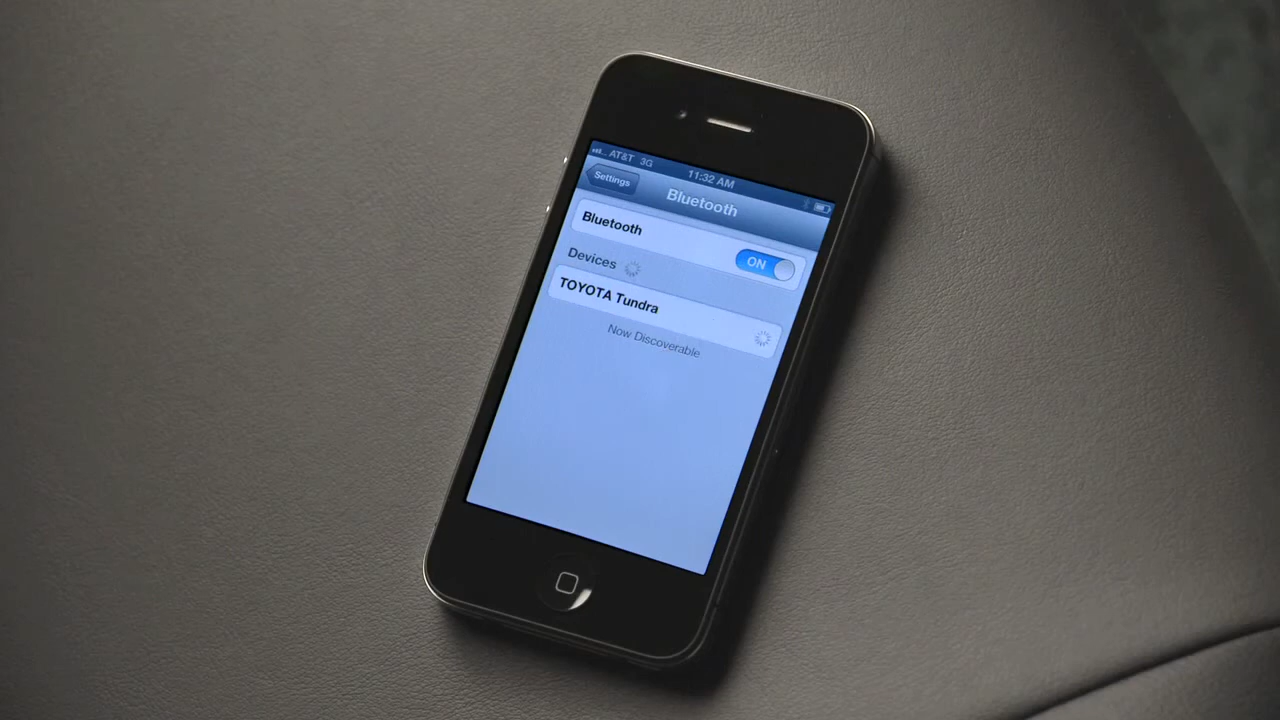 AT&T 3G
11:32 AM
Settings
Bluetooth
Bluetooth
ON
Devices
TOYOTA Tundra
Now Discoverable